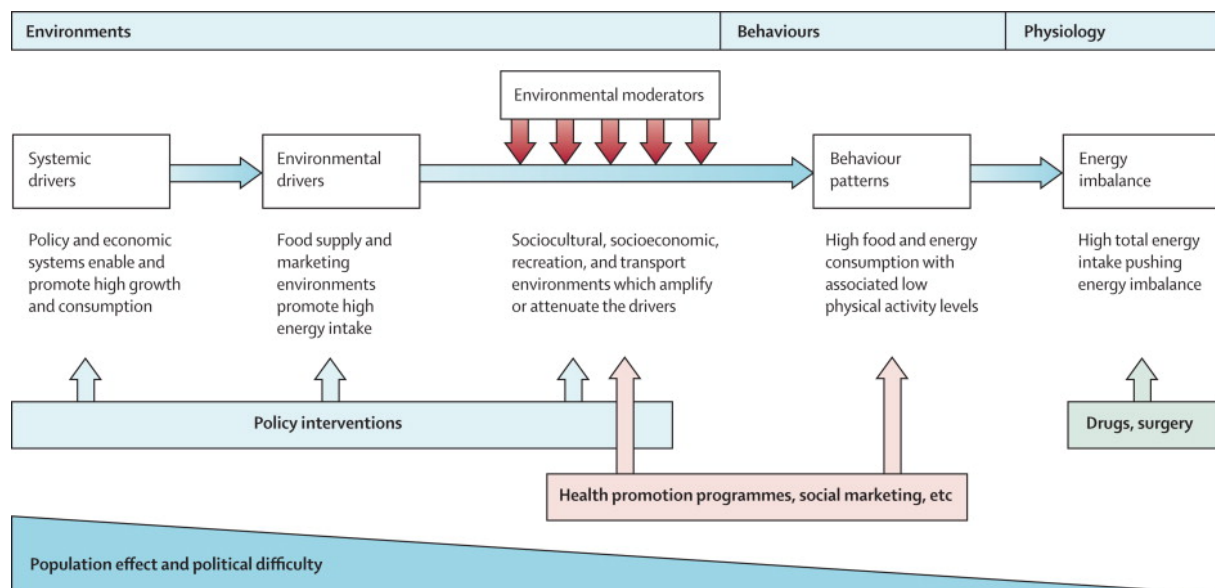 Environments
Behaviours
Physiology
Environmental moderators
Systemic
drivers
Environmental
drivers
Behaviour
patterns
Energy
imbalance
Policy and economic
systems enable and
promote high growth
and consumption
Food supply and
marketing
environments
promote high
energy intake
Sociocultural, socioeconomic,
recreation, and transport
environments which amplify
or attenuate the drivers
High food and energy
consumption with
associated low
physical activity levels
High total energy
intake pushing
energy imbalance
Policy interventions
Drugs, surgery
Health promotion programmes, social marketing, etc
Population effect and political difficulty